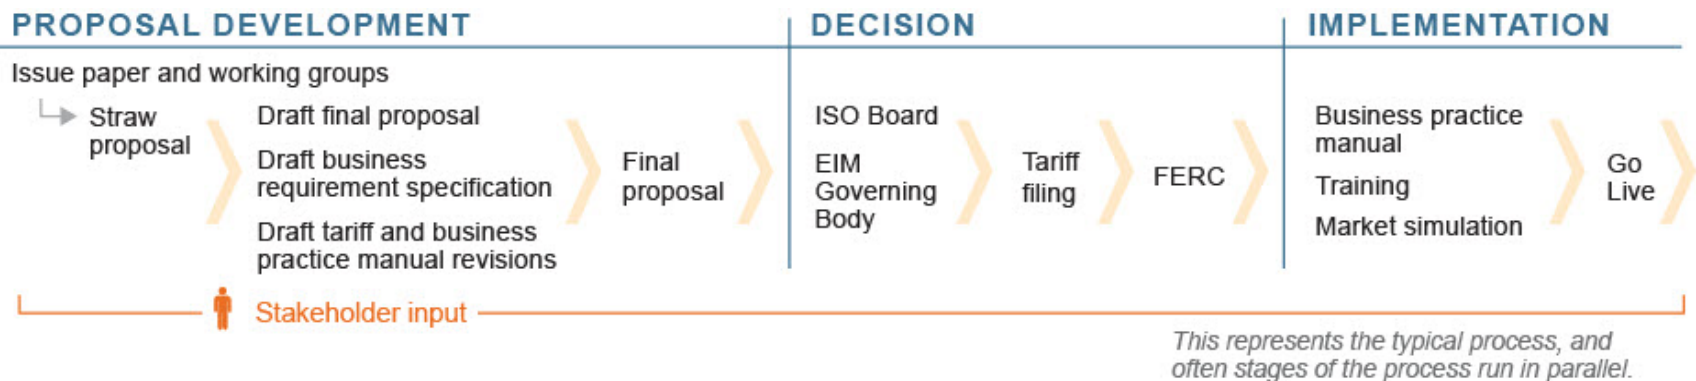 PROPOSAL DEVELOPMENT
Issue paper and working groups
Straw
proposal
Draft final proposal
Draft business
requirement specification
Draft tariff and business
practice manual revisions
Final
proposal
DECISION
ISO Board
EIM
Governing
Body
Tariff
filing
FERC
IMPLEMENTATION
Business practice
manual
Training
Market simulation
Go
Live
Stakeholder input
This represents the typical process, and
often stages of the process run in parallel.